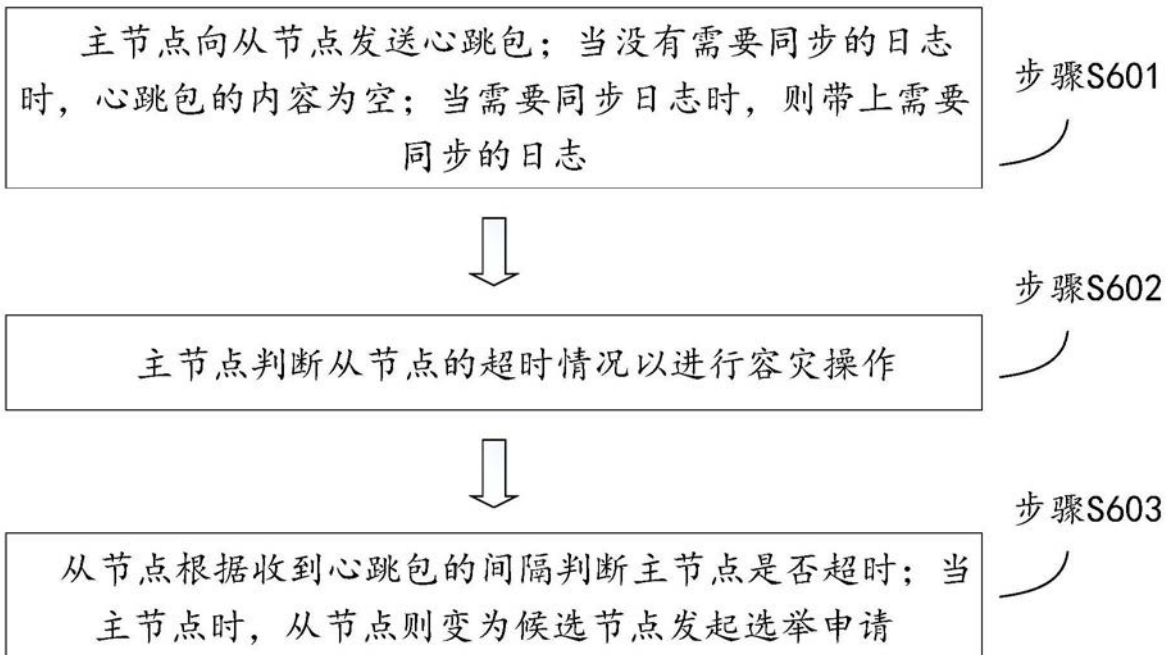 主节点向从节点发送心跳包；当没有需要同步的日志
时，心跳包的内容为空；当需要同步日志时，则带上需要
同步的日志
步骤S601
主节点判断从节点的超时情况以进行容灾操作
步骤S602
从节点根据收到心跳包的间隔判断主节点是否超时；当
主节点时，从节点则变为候选节点发起选举申请
步骤S603